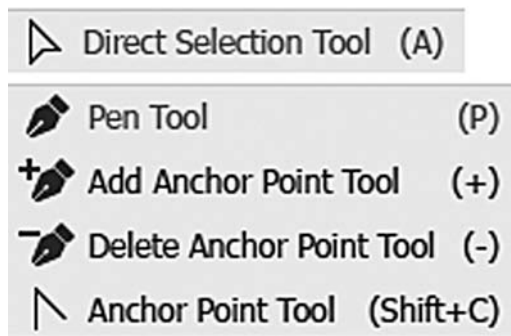 Direct Selection Tool (A)
Pen Tool (P)
Add Anchor Point Tool (+)
Delete Anchor Point Tool (-)
Anchor Point Tool (Shift+C)